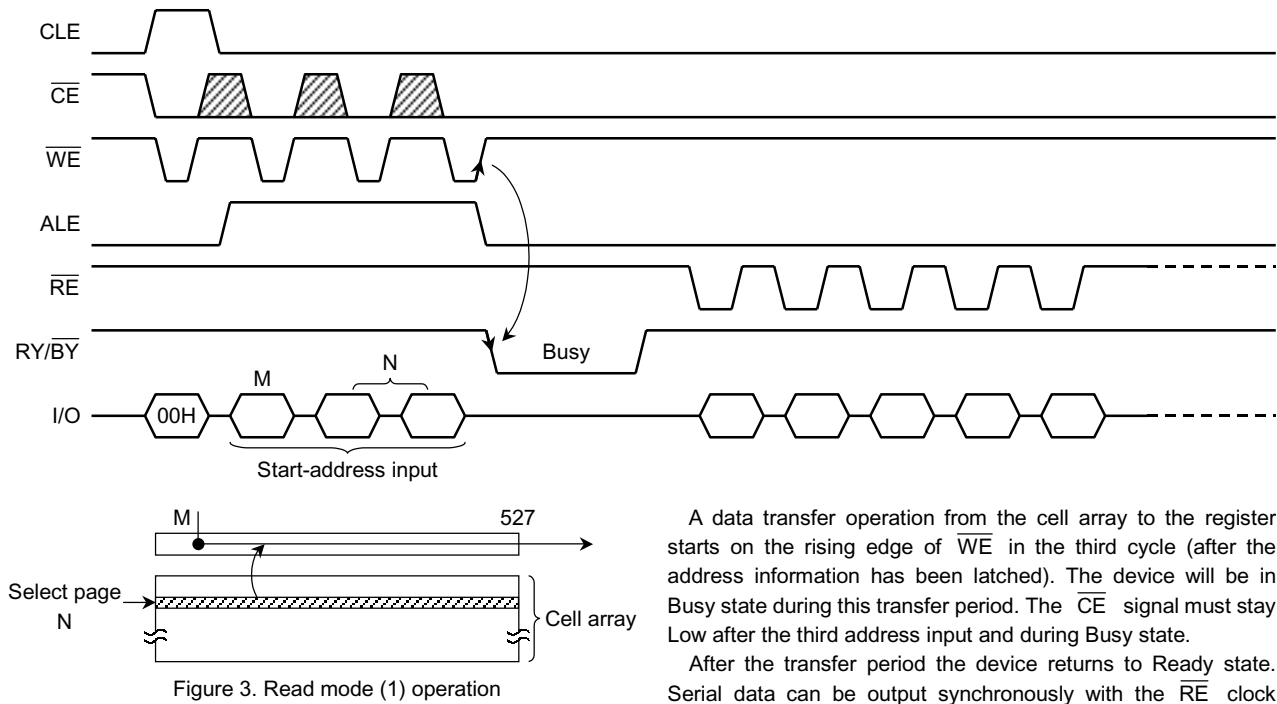 CLE
CE
WE
ALE
RE
RY/BY
Busy
N
M
I/O
00H
Start-address input
M
527
Select page
N
Cell array
Figure 3. Read mode (1) operation
A data transfer operation from the cell array to the register
starts on the rising edge of WE in the third cycle (after the
address information has been latched). The device will be in
Busy state during this transfer period. The CE signal must stay
Low after the third address input and during Busy state.
After the transfer period the device returns to Ready state.
Serial data can be output synchronously with the RE clock